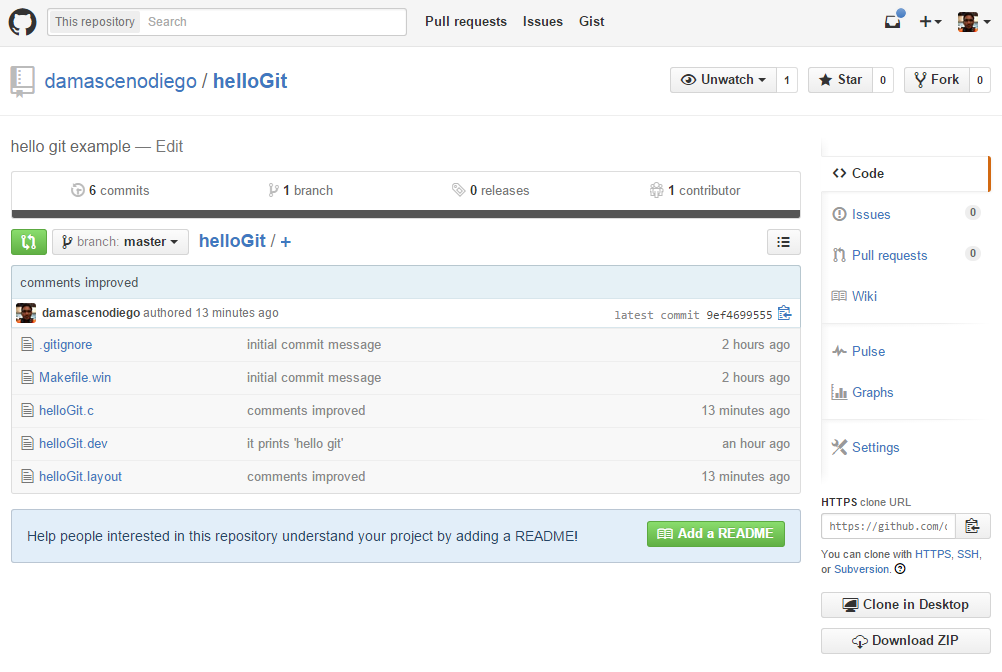 This repository Search Pull requests Issues Gist
damascenodiego / helloGit Unwatch 1 Star 0 Fork 0
hello git example — Edit
6 commits 1 branch 0 releases 1 contributor
branch: master helloGit / +
comments improved
damascenodiego authored 13 minutes ago latest commit 9ef4699555
.gitignore initial commit message 2 hours ago
Makefile.win initial commit message 2 hours ago
helloGit.c comments improved 13 minutes ago
helloGit.dev it prints 'hello git' an hour ago
helloGit.layout comments improved 13 minutes ago
Help people interested in this repository understand your project by adding a README! Add a README
Code
Issues 0
Pull requests 0
Wiki
Pulse
Graphs
Settings
HTTPS clone URL
https://github.com/
You can clone with HTTPS, SSH,
or Subversion.
Clone in Desktop
Download ZIP